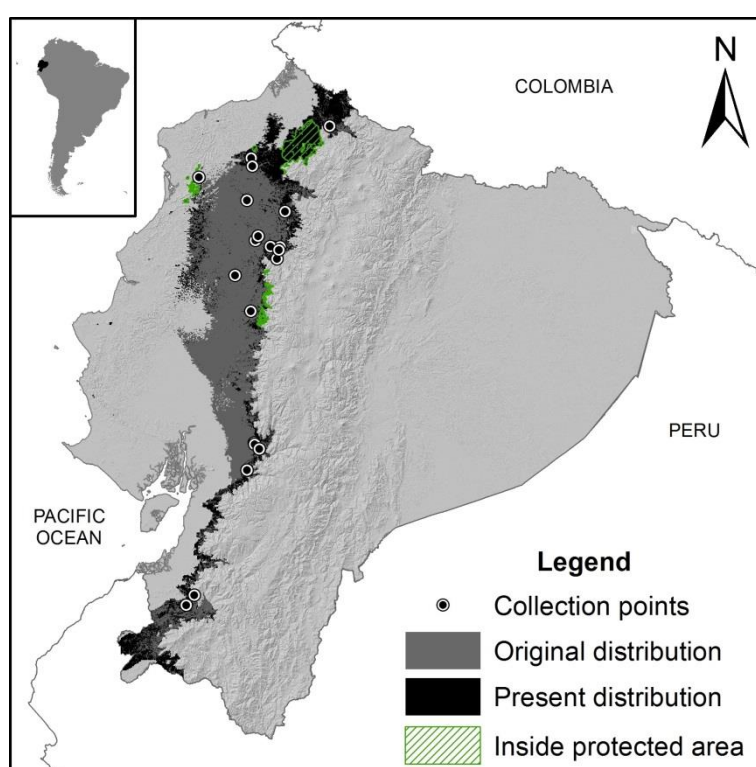 N
COLOMBIA
PERU
PACIFIC
OCEAN
Legend
Collection points
Original distribution
Present distribution
Inside protected area